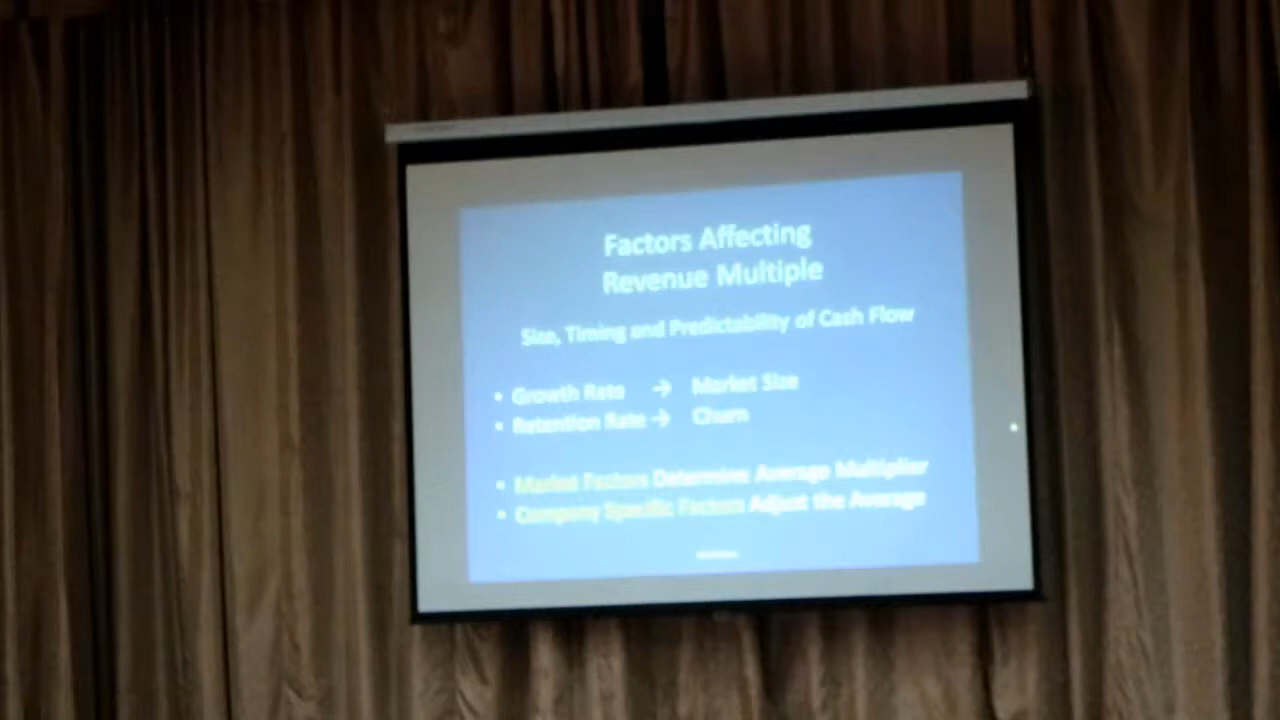 Factors Affecting
Revenue Multiple
Size, Timing and Predictability of Cash Flow
• Growth Rate → Market Size
• Retention Rate → Churn
• Market Factors Determine Average Multiplier
• Company Specific Factors Adjust the Average